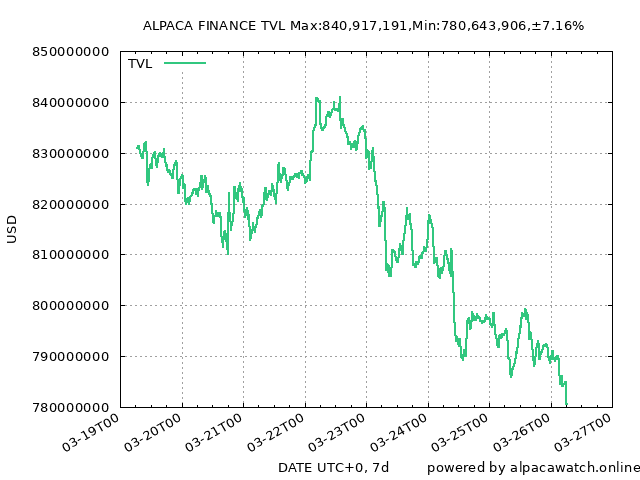 ALPACA FINANCE TVL Max:840,917,191,Min:780,643,906,±7.16%
850000000
TVL
840000000
830000000
820000000
USD
810000000
800000000
790000000
780000000
03-19T00 03-20T00 03-21T00 03-22T00 03-23T00 03-24T00 03-25T00 03-26T00 03-27T00
DATE UTC+0, 7d powered by alpacawatch.online